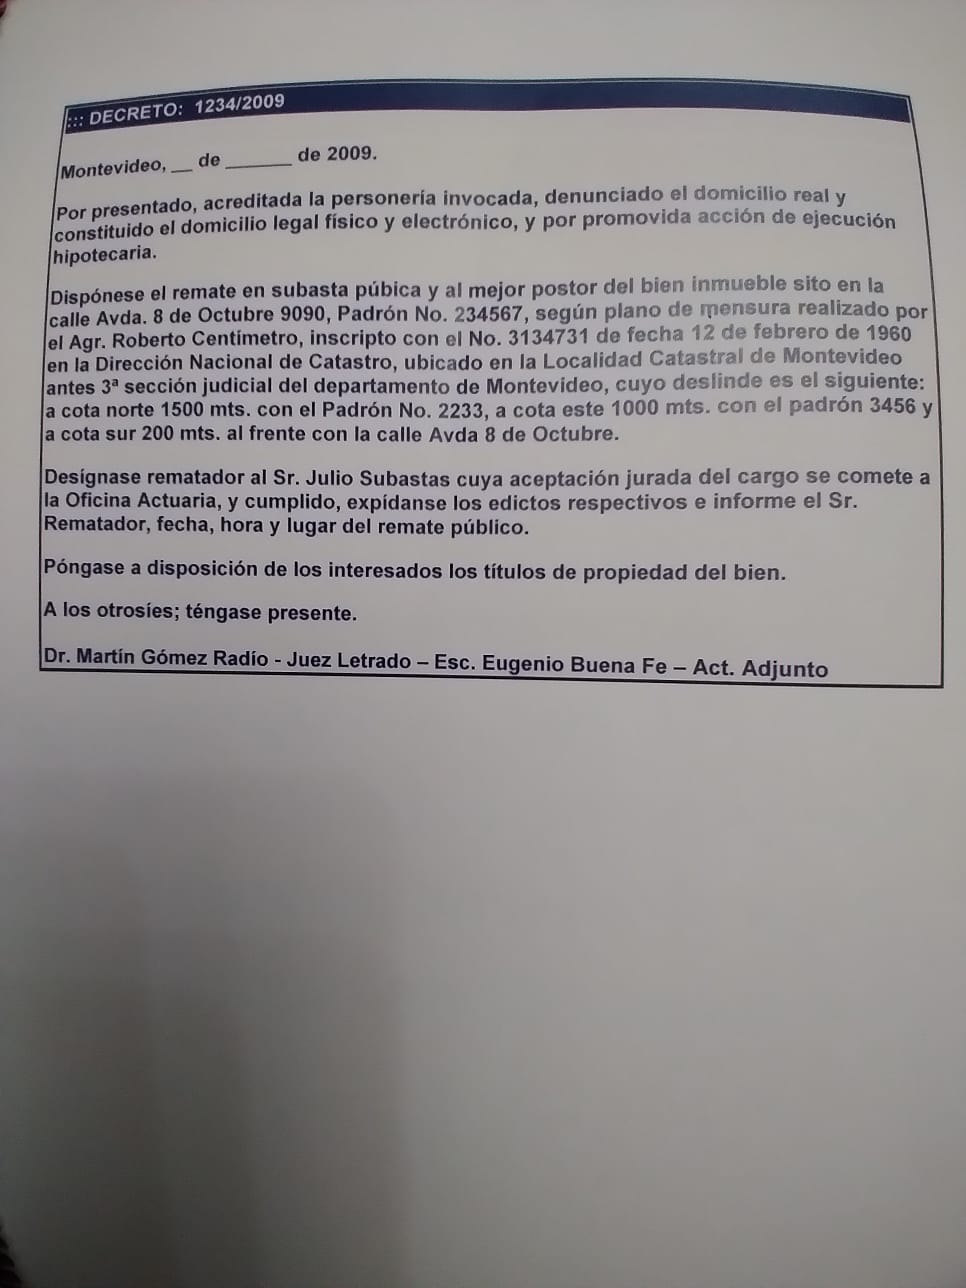 ::: DECRETO: 1234/2009
Montevideo, __ de ______ de 2009.
Por presentado, acreditada la personería invocada, denunciado el domicilio real y
constituido el domicilio legal físico y electrónico, y por promovida acción de ejecución
hipotecaria.
Dispónese el remate en subasta púbica y al mejor postor del bien inmueble sito en la
calle Avda. 8 de Octubre 9090, Padrón No. 234567, según plano de mensura realizado por
el Agr. Roberto Centímetro, inscripto con el No. 3134731 de fecha 12 de febrero de 1960
en la Dirección Nacional de Catastro, ubicado en la Localidad Catastral de Montevideo
antes 3ª sección judicial del departamento de Montevideo, cuyo deslinde es el siguiente:
a cota norte 1500 mts. con el Padrón No. 2233, a cota este 1000 mts. con el padrón 3456 y
a cota sur 200 mts. al frente con la calle Avda 8 de Octubre.
Desígnase rematador al Sr. Julio Subastas cuya aceptación jurada del cargo se comete a
la Oficina Actuaria, y cumplido, expídanse los edictos respectivos e informe el Sr.
Rematador, fecha, hora y lugar del remate público.
Póngase a disposición de los interesados los títulos de propiedad del bien.
A los otrosíes; téngase presente.
Dr. Martín Gómez Radío - Juez Letrado – Esc. Eugenio Buena Fe – Act. Adjunto